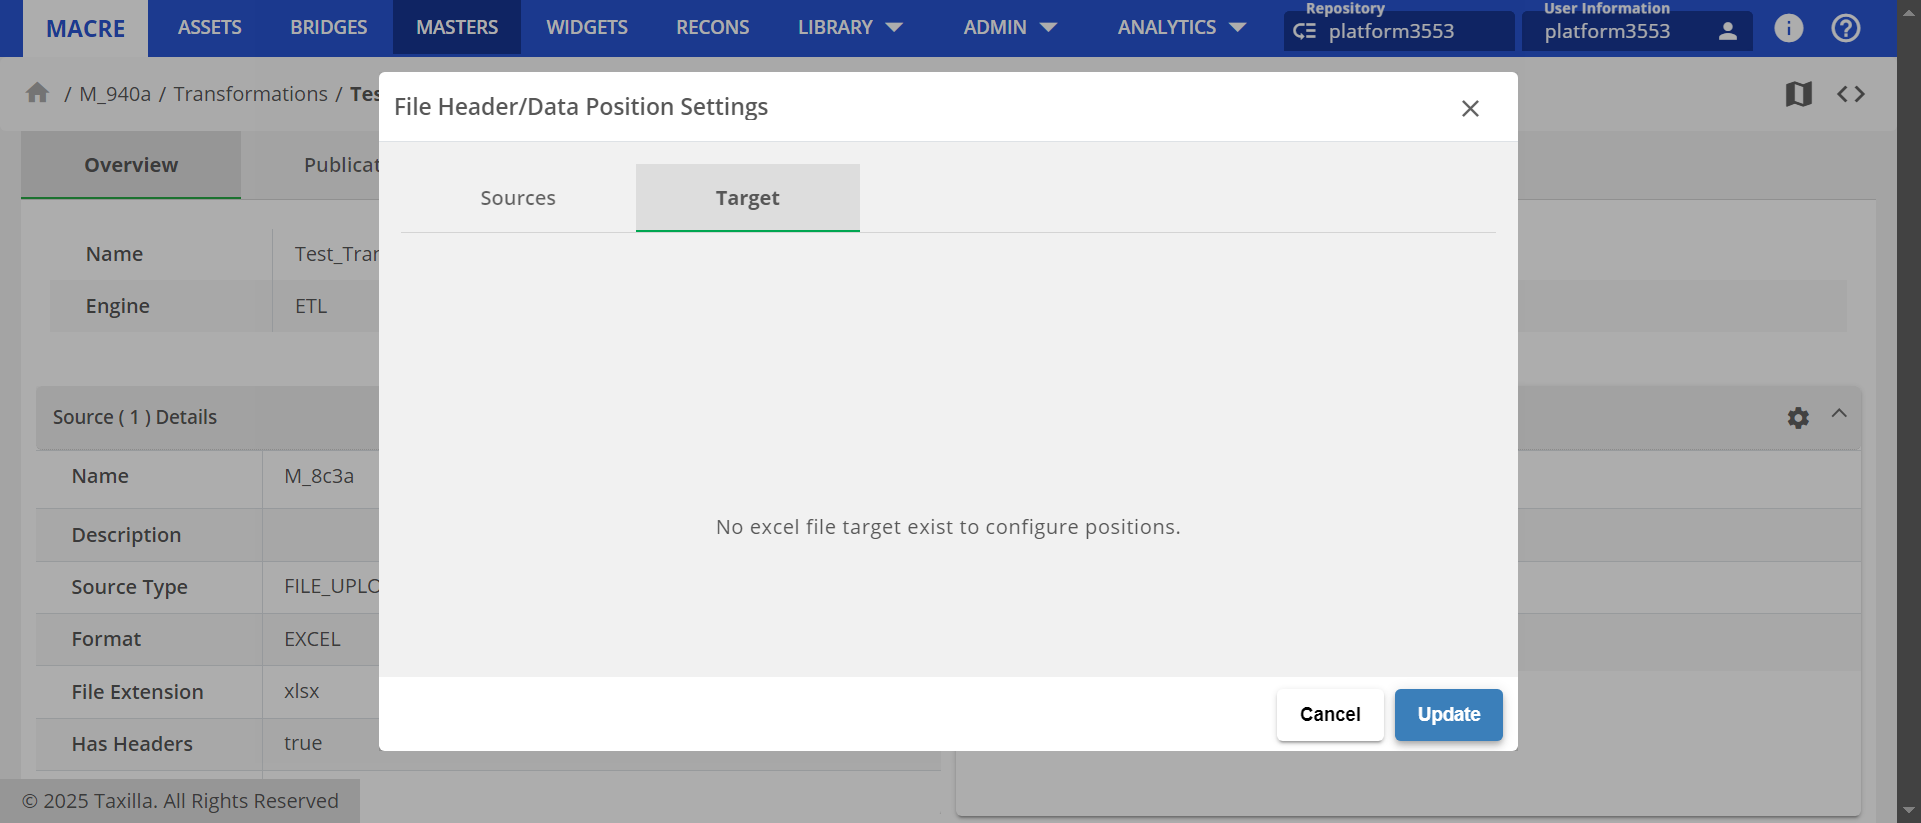 MACRE
ASSETS
BRIDGES
MASTERS
WIDGETS
RECONS
LIBRARY
ADMIN
ANALYTICS
Repository
platform3553
User Information
platform3553
/ M_940a / Transformations / Tes
File Header/Data Position Settings
Overview
Publicat
Sources
Target
Name
Test_Tran
Engine
ETL
Source ( 1 ) Details
Name
M_8c3a
Description
No excel file target exist to configure positions.
Source Type
FILE_UPLO
Format
EXCEL
File Extension
xlsx
Has Headers
true
Cancel
Update
© 2025 Taxilla. All Rights Reserved